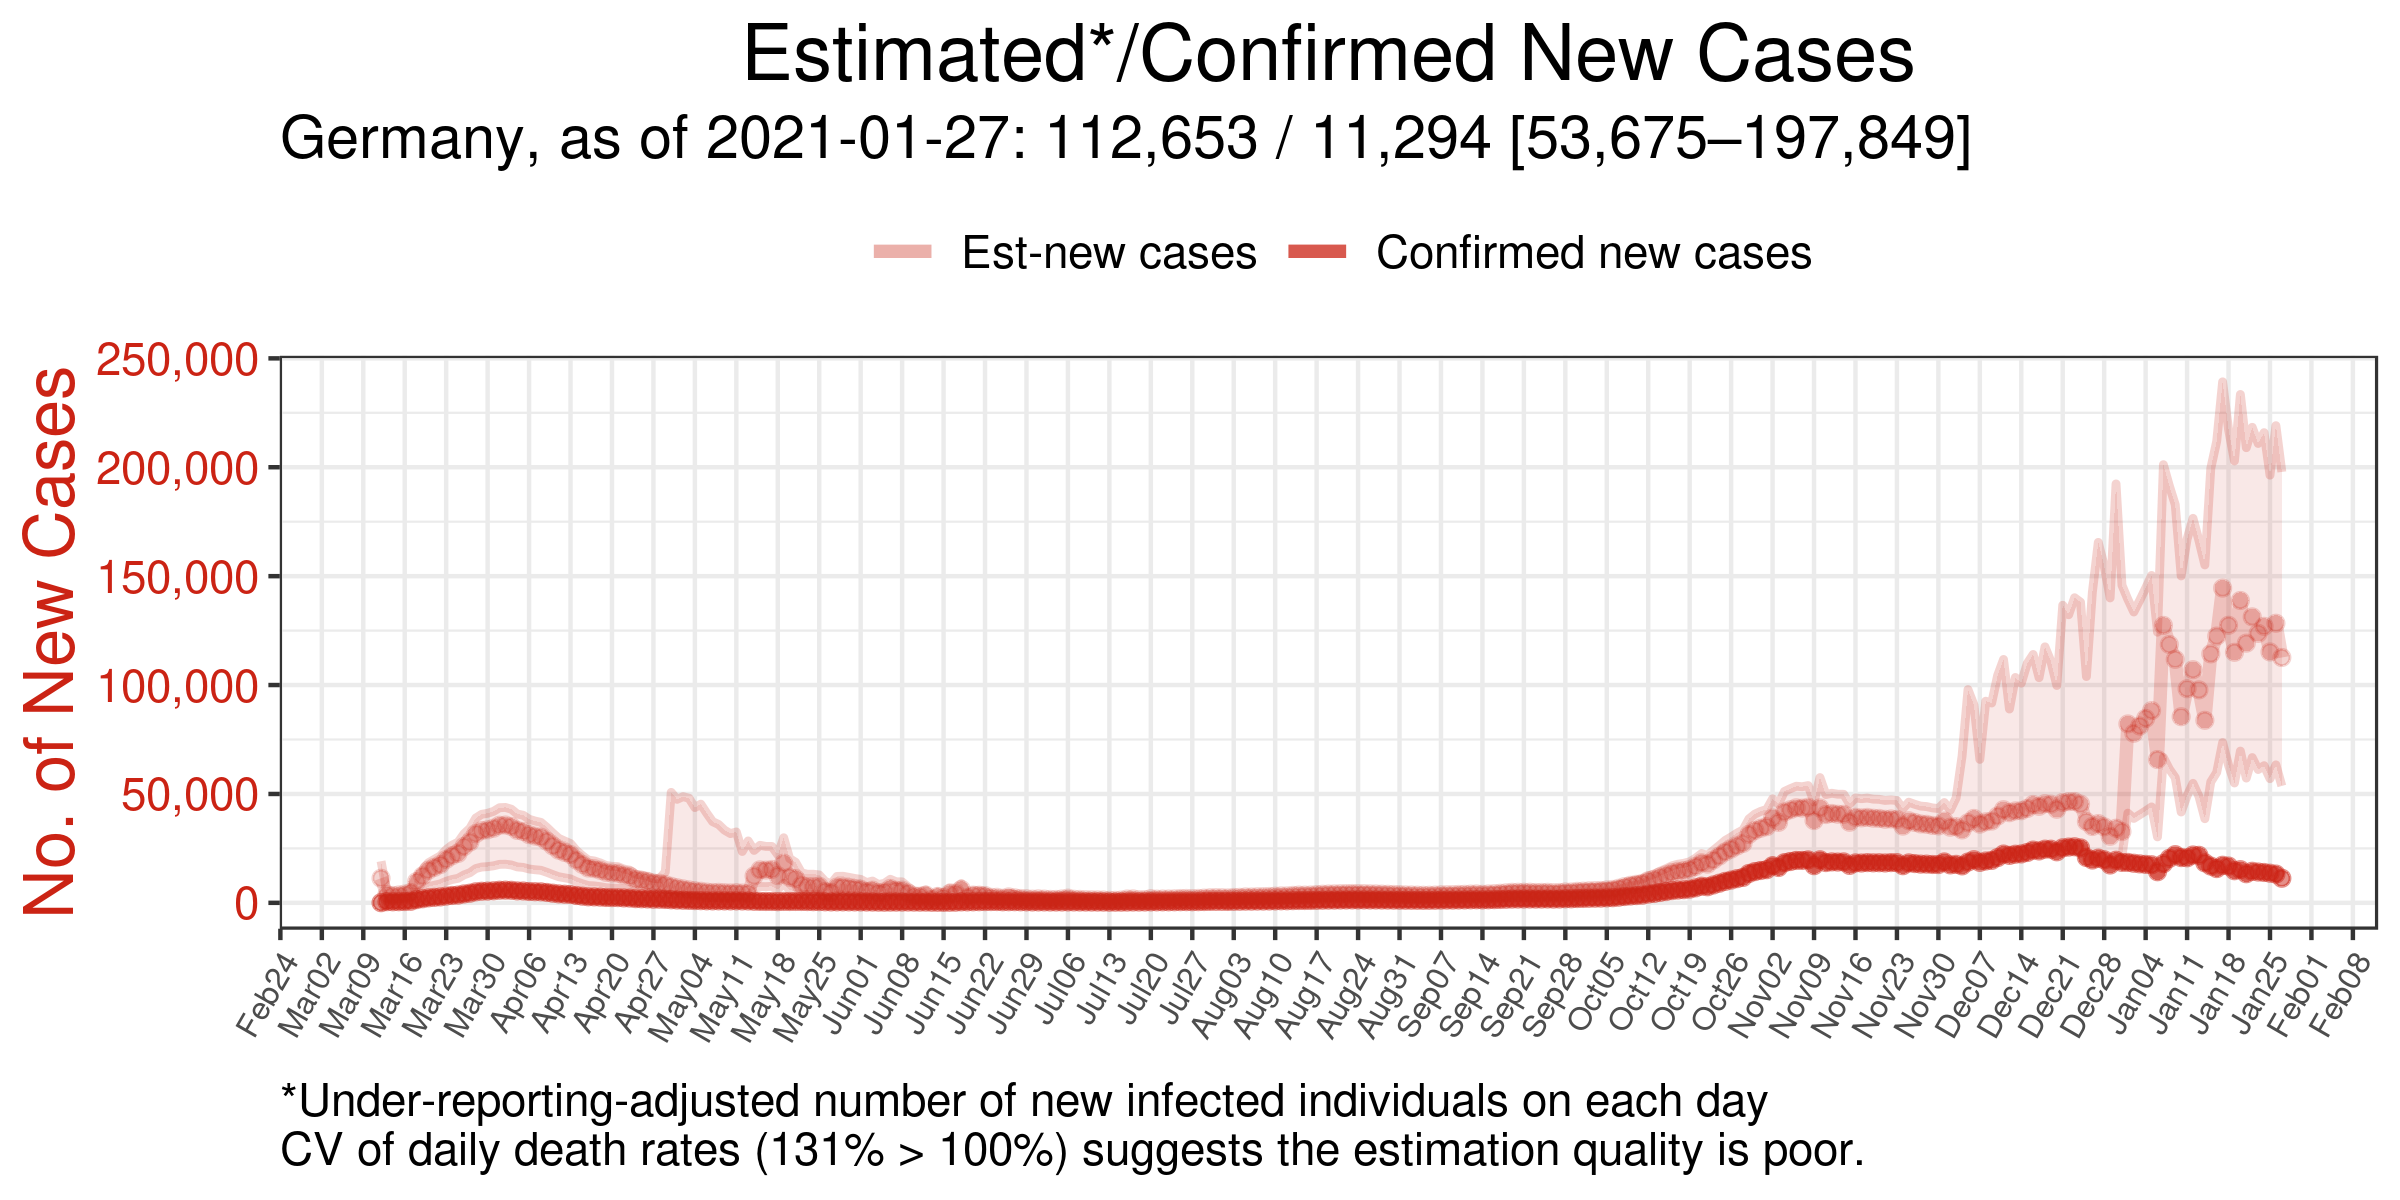 Estimated*/Confirmed New Cases
Germany, as of 2021-01-27: 112,653 / 11,294 [53,675–197,849]
Est-new cases Confirmed new cases
No. of New Cases
250,000
200,000
150,000
100,000
50,000
0
Feb24 Mar02 Mar09 Mar16 Mar23 Mar30 Apr06 Apr13 Apr20 Apr27 May04 May11 May18 May25 Jun01 Jun08 Jun15 Jun22 Jun29 Jul06 Jul13 Jul20 Jul27 Aug03 Aug10 Aug17 Aug24 Aug31 Sep07 Sep14 Sep21 Sep28 Oct05 Oct12 Oct19 Oct26 Nov02 Nov09 Nov16 Nov23 Nov30 Dec07 Dec14 Dec21 Dec28 Jan04 Jan11 Jan18 Jan25 Feb01 Feb08
*Under-reporting-adjusted number of new infected individuals on each day
CV of daily death rates (131% > 100%) suggests the estimation quality is poor.